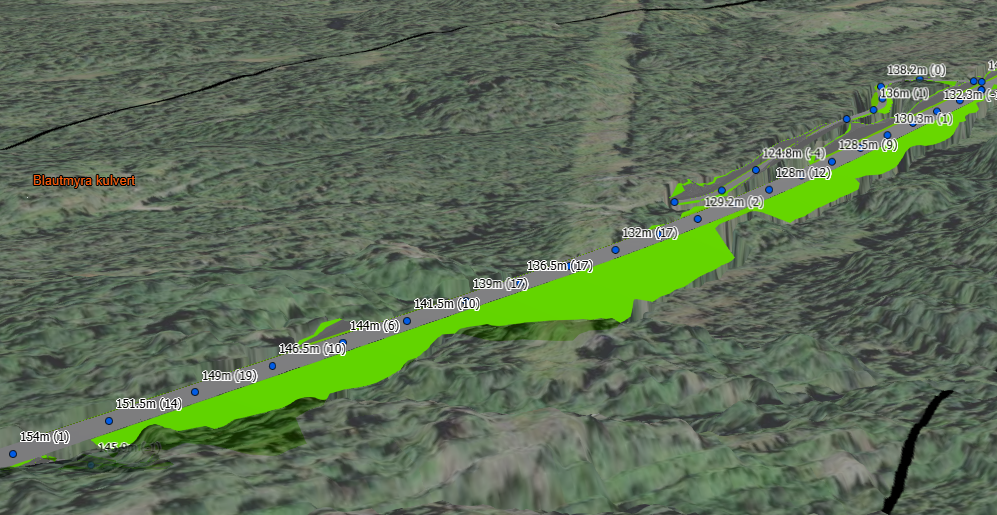 138.2m (0)
136m (1)
132.3m
130.3m (1)
128.5m (9)
124.8m (-4)
128m (12)
Blautmyra kulvert
129.2m (2)
132m (17)
136.5m (17)
139m (17)
141.5m (10)
144m (6)
146.5m (10)
149m (19)
151.5m (14)
154m (1)